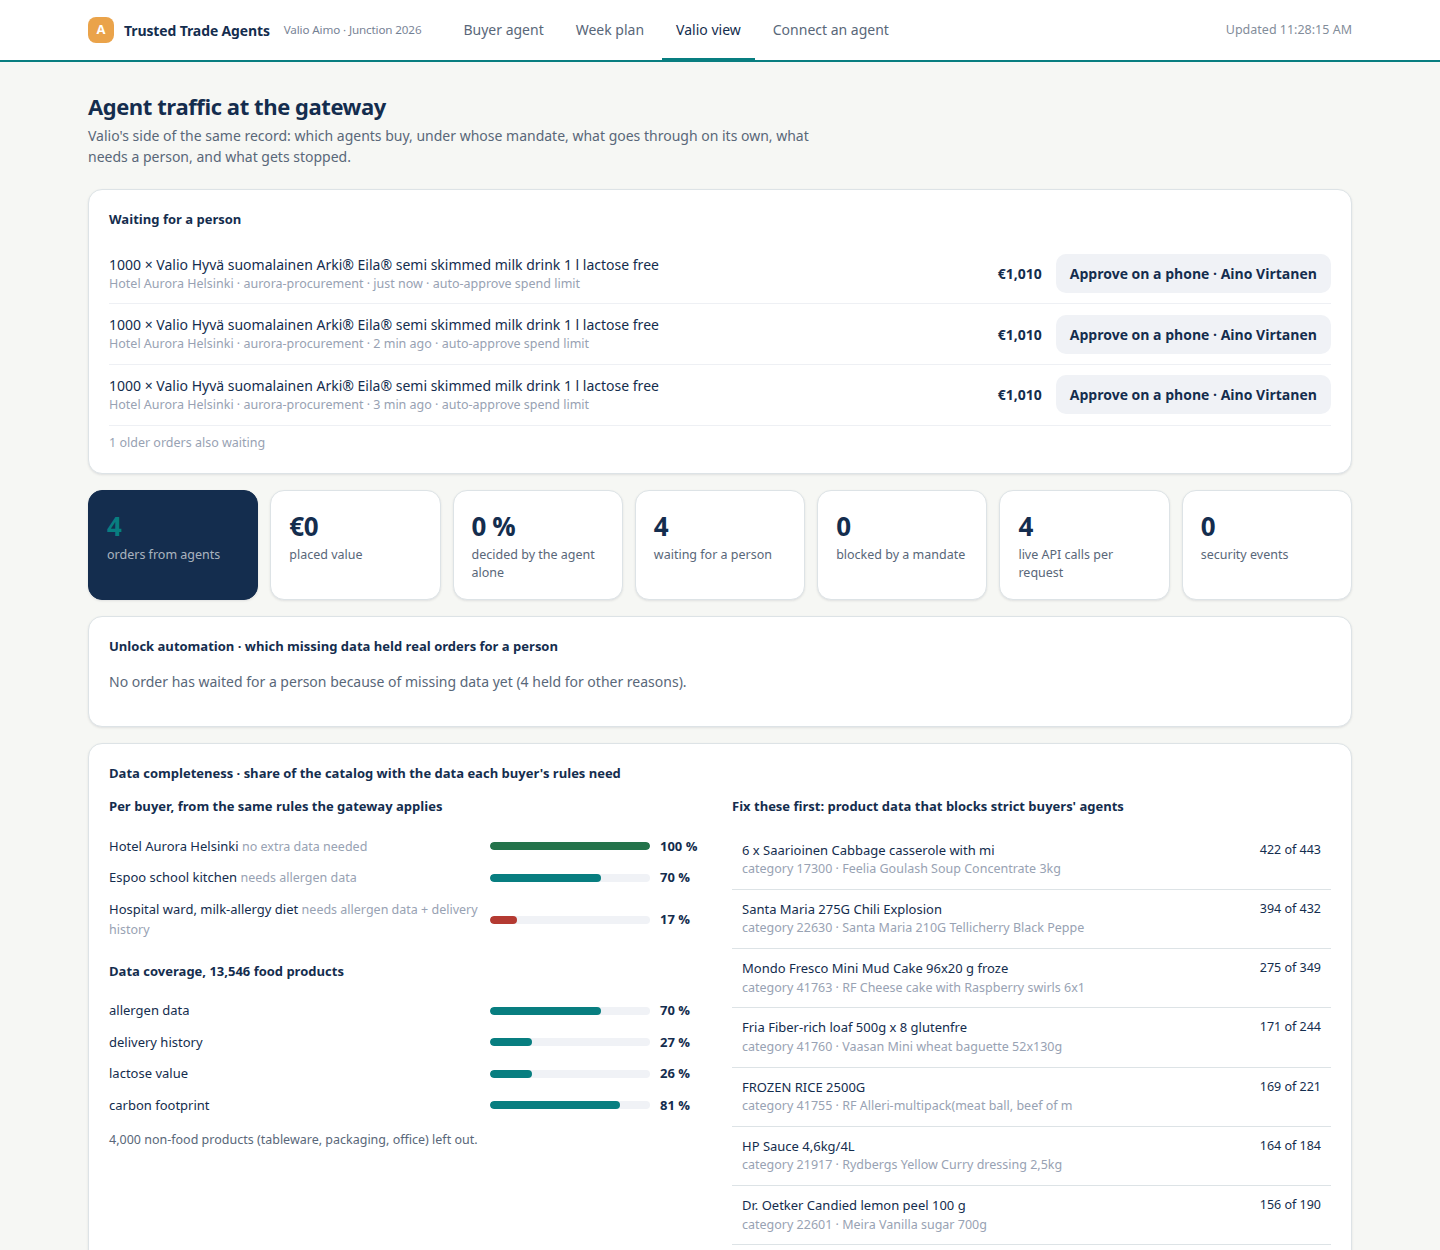 A Trusted Trade Agents Valio Aimo · Junction 2026 Buyer agent Week plan Valio view Connect an agent Updated 11:28:15 AM
Agent traffic at the gateway
Valio's side of the same record: which agents buy, under whose mandate, what goes through on its own, what
needs a person, and what gets stopped.
Waiting for a person
1000 × Valio Hyvä suomalainen Arki® Eila® semi skimmed milk drink 1 l lactose free
Hotel Aurora Helsinki · aurora-procurement · just now · auto-approve spend limit
€1,010 Approve on a phone · Aino Virtanen
1000 × Valio Hyvä suomalainen Arki® Eila® semi skimmed milk drink 1 l lactose free
Hotel Aurora Helsinki · aurora-procurement · 2 min ago · auto-approve spend limit
€1,010 Approve on a phone · Aino Virtanen
1000 × Valio Hyvä suomalainen Arki® Eila® semi skimmed milk drink 1 l lactose free
Hotel Aurora Helsinki · aurora-procurement · 3 min ago · auto-approve spend limit
€1,010 Approve on a phone · Aino Virtanen
1 older orders also waiting
4
orders from agents
€0
placed value
0 %
decided by the agent
alone
4
waiting for a person
0
blocked by a mandate
4
live API calls per
request
0
security events
Unlock automation · which missing data held real orders for a person
No order has waited for a person because of missing data yet (4 held for other reasons).
Data completeness · share of the catalog with the data each buyer's rules need
Per buyer, from the same rules the gateway applies
Hotel Aurora Helsinki no extra data needed 100 %
Espoo school kitchen needs allergen data 70 %
Hospital ward, milk-allergy diet needs allergen data + delivery
history
17 %
Data coverage, 13,546 food products
allergen data 70 %
delivery history 27 %
lactose value 26 %
carbon footprint 81 %
4,000 non-food products (tableware, packaging, office) left out.
Fix these first: product data that blocks strict buyers' agents
6 x Saarioinen Cabbage casserole with mi 422 of 443
category 17300 · Feelia Goulash Soup Concentrate 3kg
Santa Maria 275G Chili Explosion 394 of 432
category 22630 · Santa Maria 210G Tellicherry Black Peppe
Mondo Fresco Mini Mud Cake 96x20 g froze 275 of 349
category 41763 · RF Cheese cake with Raspberry swirls 6x1
Fria Fiber-rich loaf 500g x 8 glutenfre 171 of 244
category 41760 · Vaasan Mini wheat baguette 52x130g
FROZEN RICE 2500G 169 of 221
category 41755 · RF Alleri-multipack(meat ball, beef of m
HP Sauce 4,6kg/4L 164 of 184
category 21917 · Rydbergs Yellow Curry dressing 2,5kg
Dr. Oetker Candied lemon peel 100 g 156 of 190
category 22601 · Meira Vanilla sugar 700g